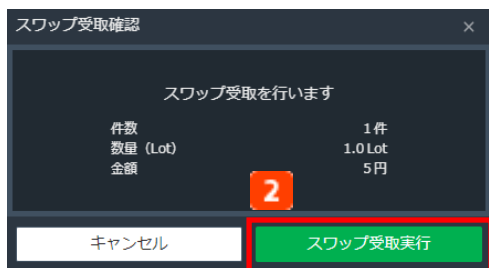 スワップ受取確認 ×
スワップ受取を行います
件数 1件
数量（Lot） 1.0 Lot
金額 5円
2
キャンセル スワップ受取実行